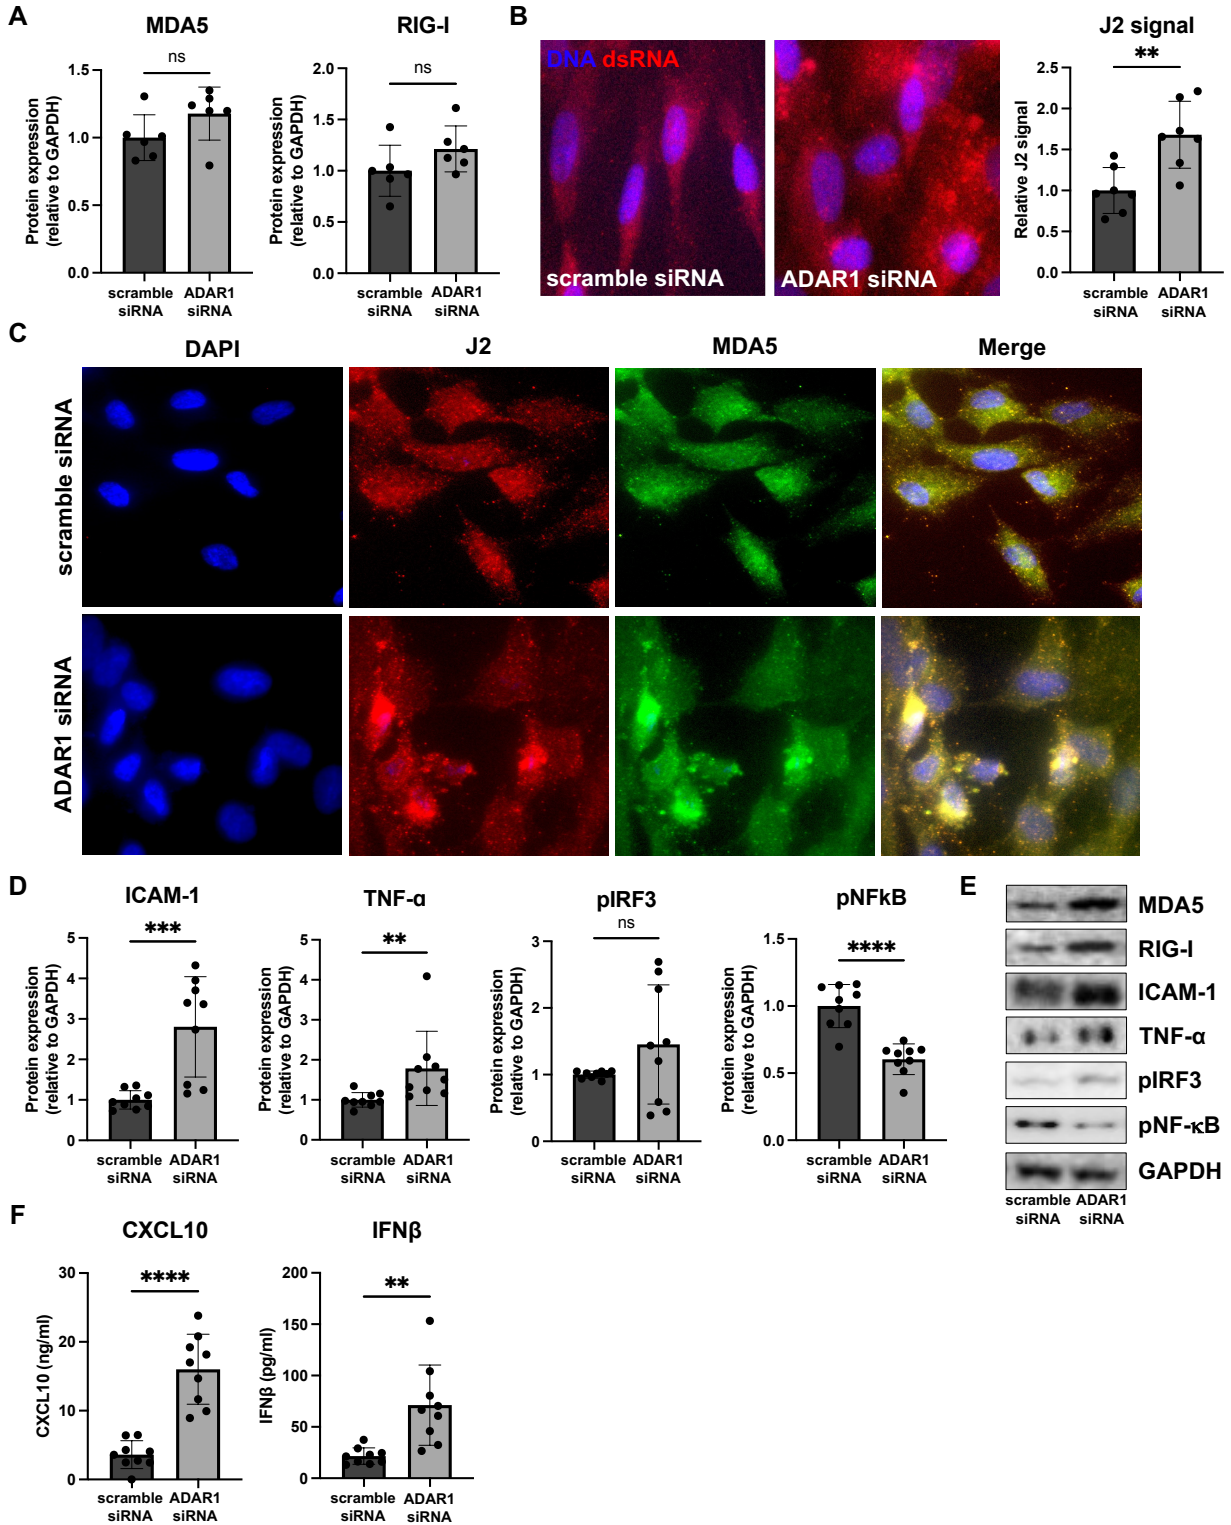 A
MDA5
ns
Protein expression
(relative to GAPDH)
1.5
1.0
0.5
0.0
scramble
siRNA
ADAR1
siRNA
RIG-I
ns
Protein expression
(relative to GAPDH)
2.0
1.5
1.0
0.5
0.0
scramble
siRNA
ADAR1
siRNA
B
DNA dsRNA
scramble siRNA
ADAR1 siRNA
J2 signal
**
Relative J2 signal
2.5
2.0
1.5
1.0
0.5
0.0
scramble
siRNA
ADAR1
siRNA
C
DAPI
J2
MDA5
Merge
scramble siRNA
ADAR1 siRNA
D
ICAM-1
***
Protein expression
(relative to GAPDH)
5
4
3
2
1
0
scramble
siRNA
ADAR1
siRNA
TNF-α
**
Protein expression
(relative to GAPDH)
5
4
3
2
1
0
scramble
siRNA
ADAR1
siRNA
pIRF3
ns
Protein expression
(relative to GAPDH)
3
2
1
0
scramble
siRNA
ADAR1
siRNA
pNFkB
****
Protein expression
(relative to GAPDH)
1.5
1.0
0.5
0.0
scramble
siRNA
ADAR1
siRNA
E
MDA5
RIG-I
ICAM-1
TNF-α
pIRF3
pNF-κB
GAPDH
scramble
siRNA
ADAR1
siRNA
F
CXCL10
****
CXCL10 (ng/ml)
30
20
10
0
scramble
siRNA
ADAR1
siRNA
IFNβ
**
IFNβ (pg/ml)
200
150
100
50
0
scramble
siRNA
ADAR1
siRNA